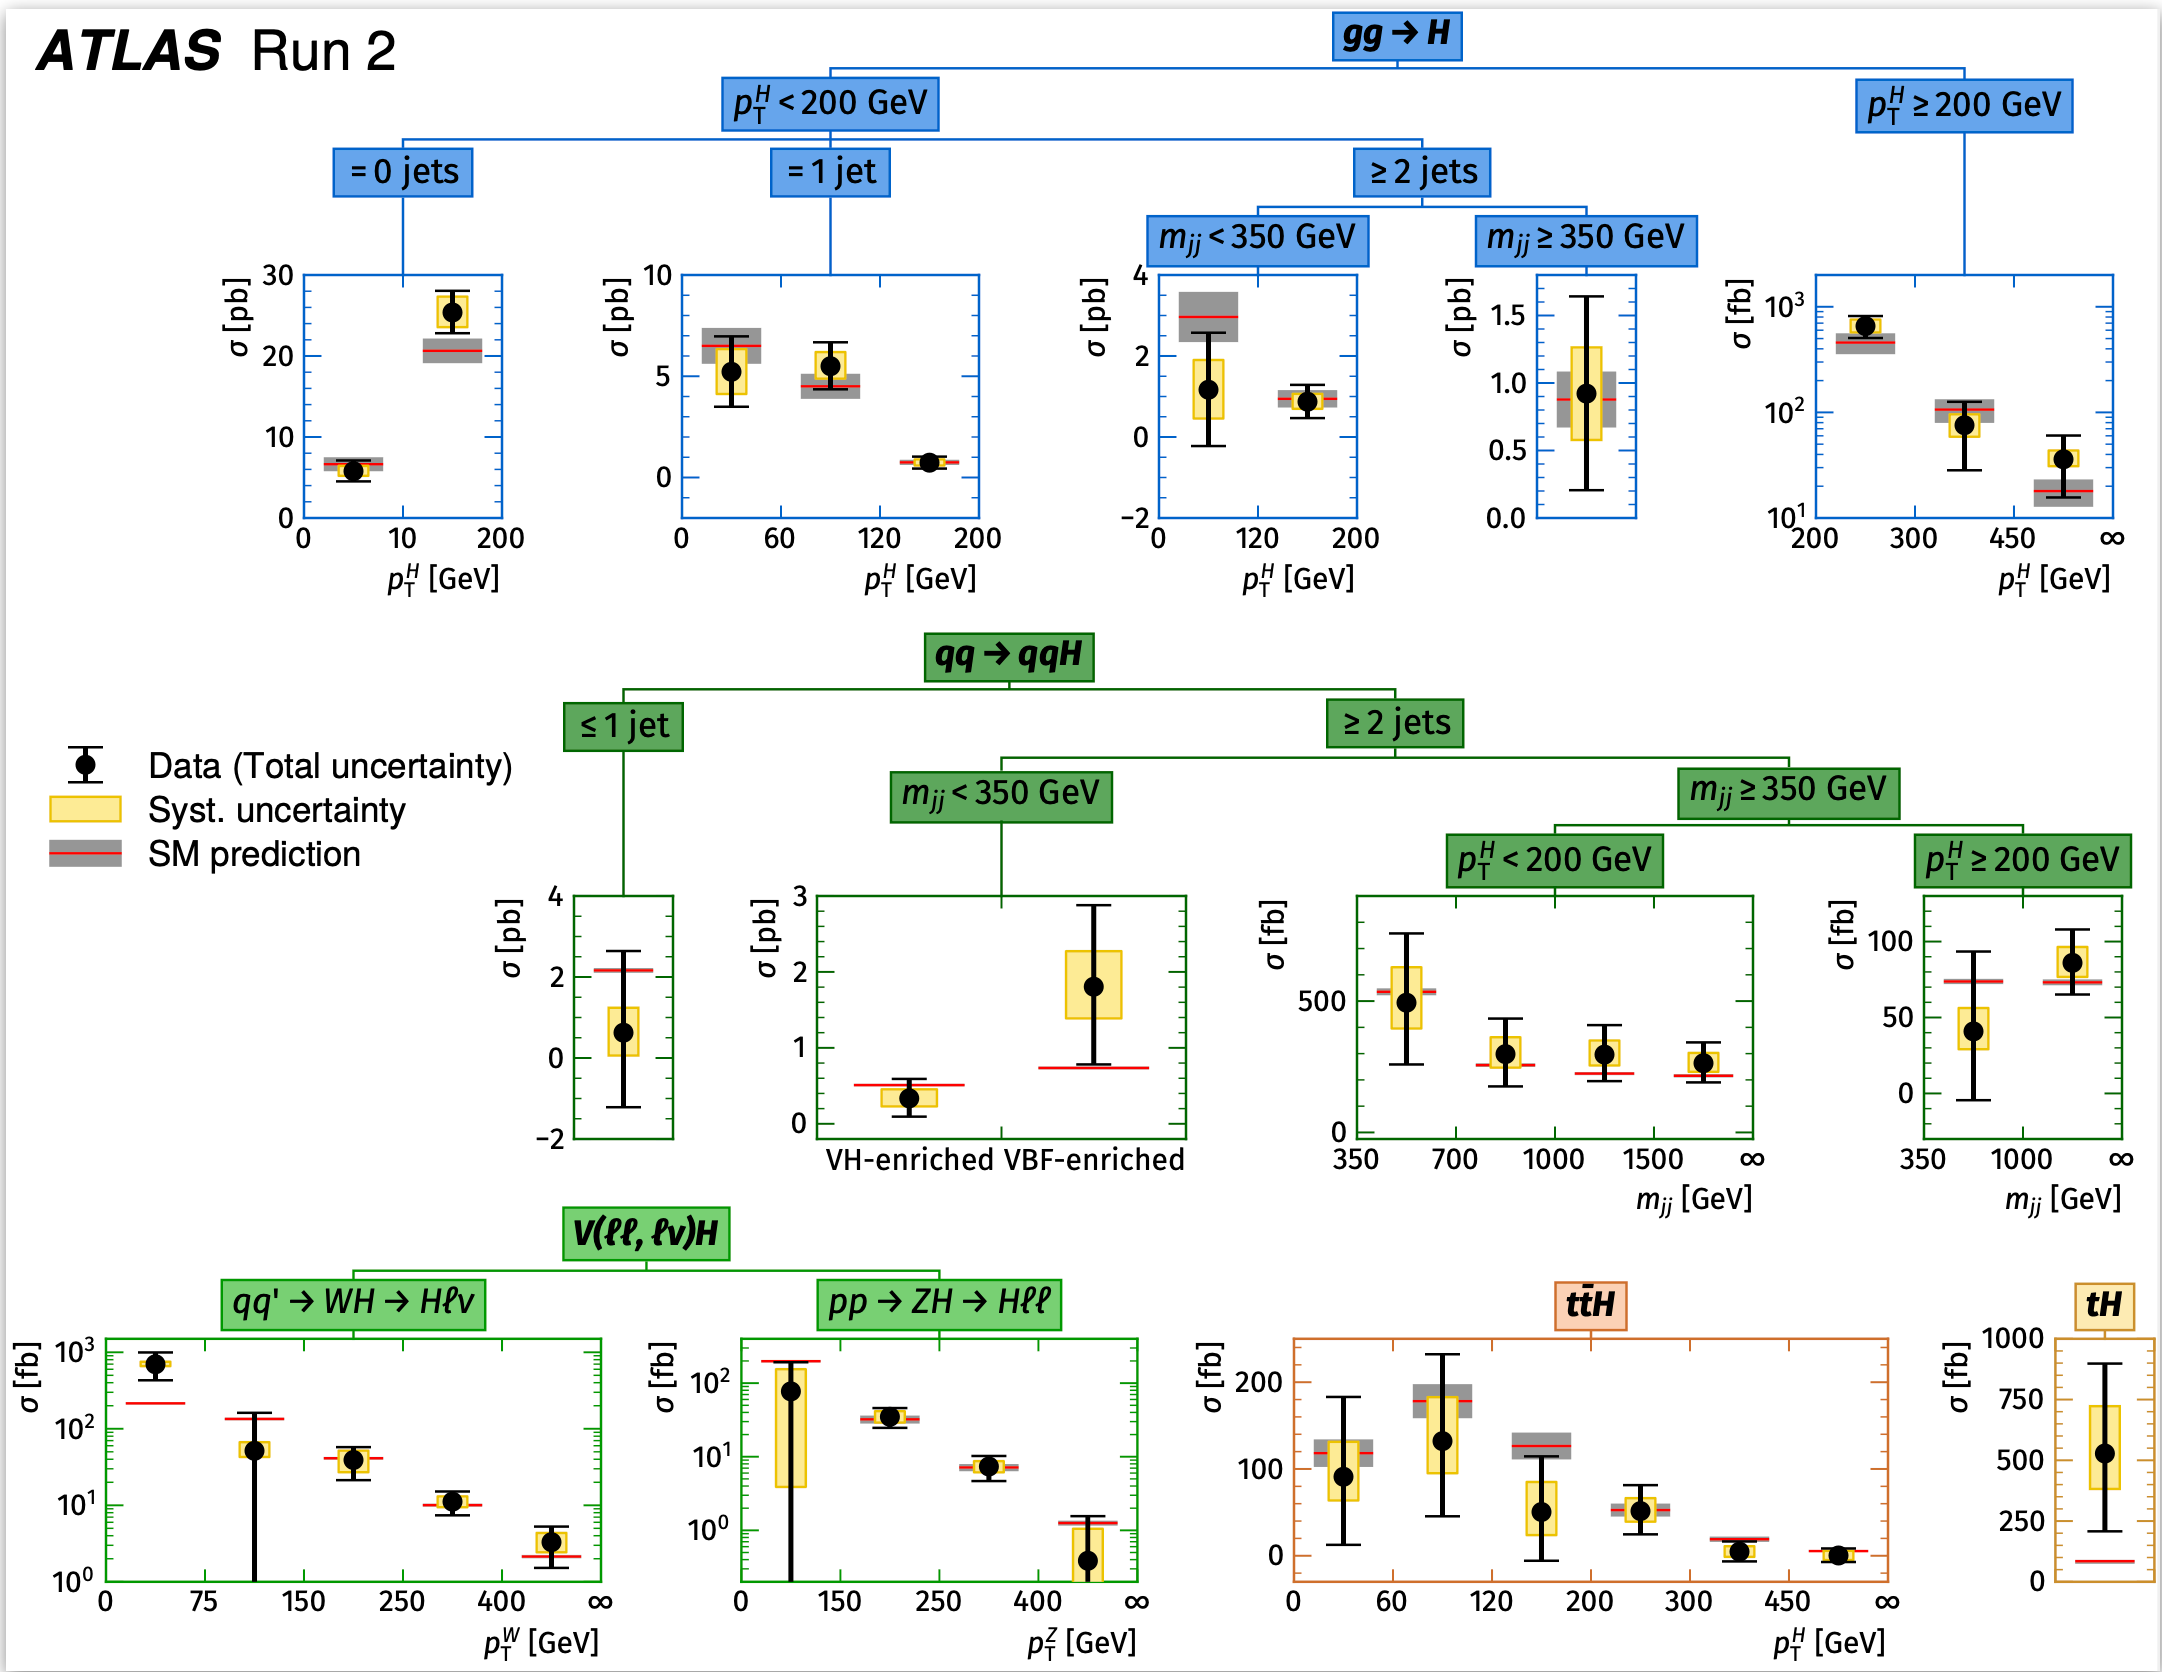 ATLAS Run 2
gg → H
p_T^H < 200 GeV
p_T^H ≥ 200 GeV
= 0 jets
= 1 jet
≥ 2 jets
m_jj < 350 GeV
m_jj ≥ 350 GeV
σ [pb]
30
20
10
0
0 10 200
p_T^H [GeV]
σ [pb]
10
5
0
0 60 120 200
p_T^H [GeV]
σ [pb]
4
2
0
−2
0 120 200
p_T^H [GeV]
σ [pb]
1.5
1.0
0.5
0.0
σ [fb]
10^3
10^2
10^1
200 300 450 ∞
p_T^H [GeV]
qq → qqH
≤ 1 jet
≥ 2 jets
m_jj < 350 GeV
m_jj ≥ 350 GeV
p_T^H < 200 GeV
p_T^H ≥ 200 GeV
Data (Total uncertainty)
Syst. uncertainty
SM prediction
σ [pb]
4
2
0
−2
σ [pb]
3
2
1
0
VH-enriched VBF-enriched
σ [fb]
500
0
350 700 1000 1500 ∞
m_jj [GeV]
σ [fb]
100
50
0
350 1000 ∞
m_jj [GeV]
V(ℓℓ, ℓν)H
qq' → WH → Hℓν
pp → ZH → Hℓℓ
tt̄H
tH
σ [fb]
10^3
10^2
10^1
10^0
0 75 150 250 400 ∞
p_T^W [GeV]
σ [fb]
10^2
10^1
10^0
0 150 250 400 ∞
p_T^Z [GeV]
σ [fb]
200
100
0
0 60 120 200 300 450 ∞
p_T^H [GeV]
σ [fb]
1000
750
500
250
0